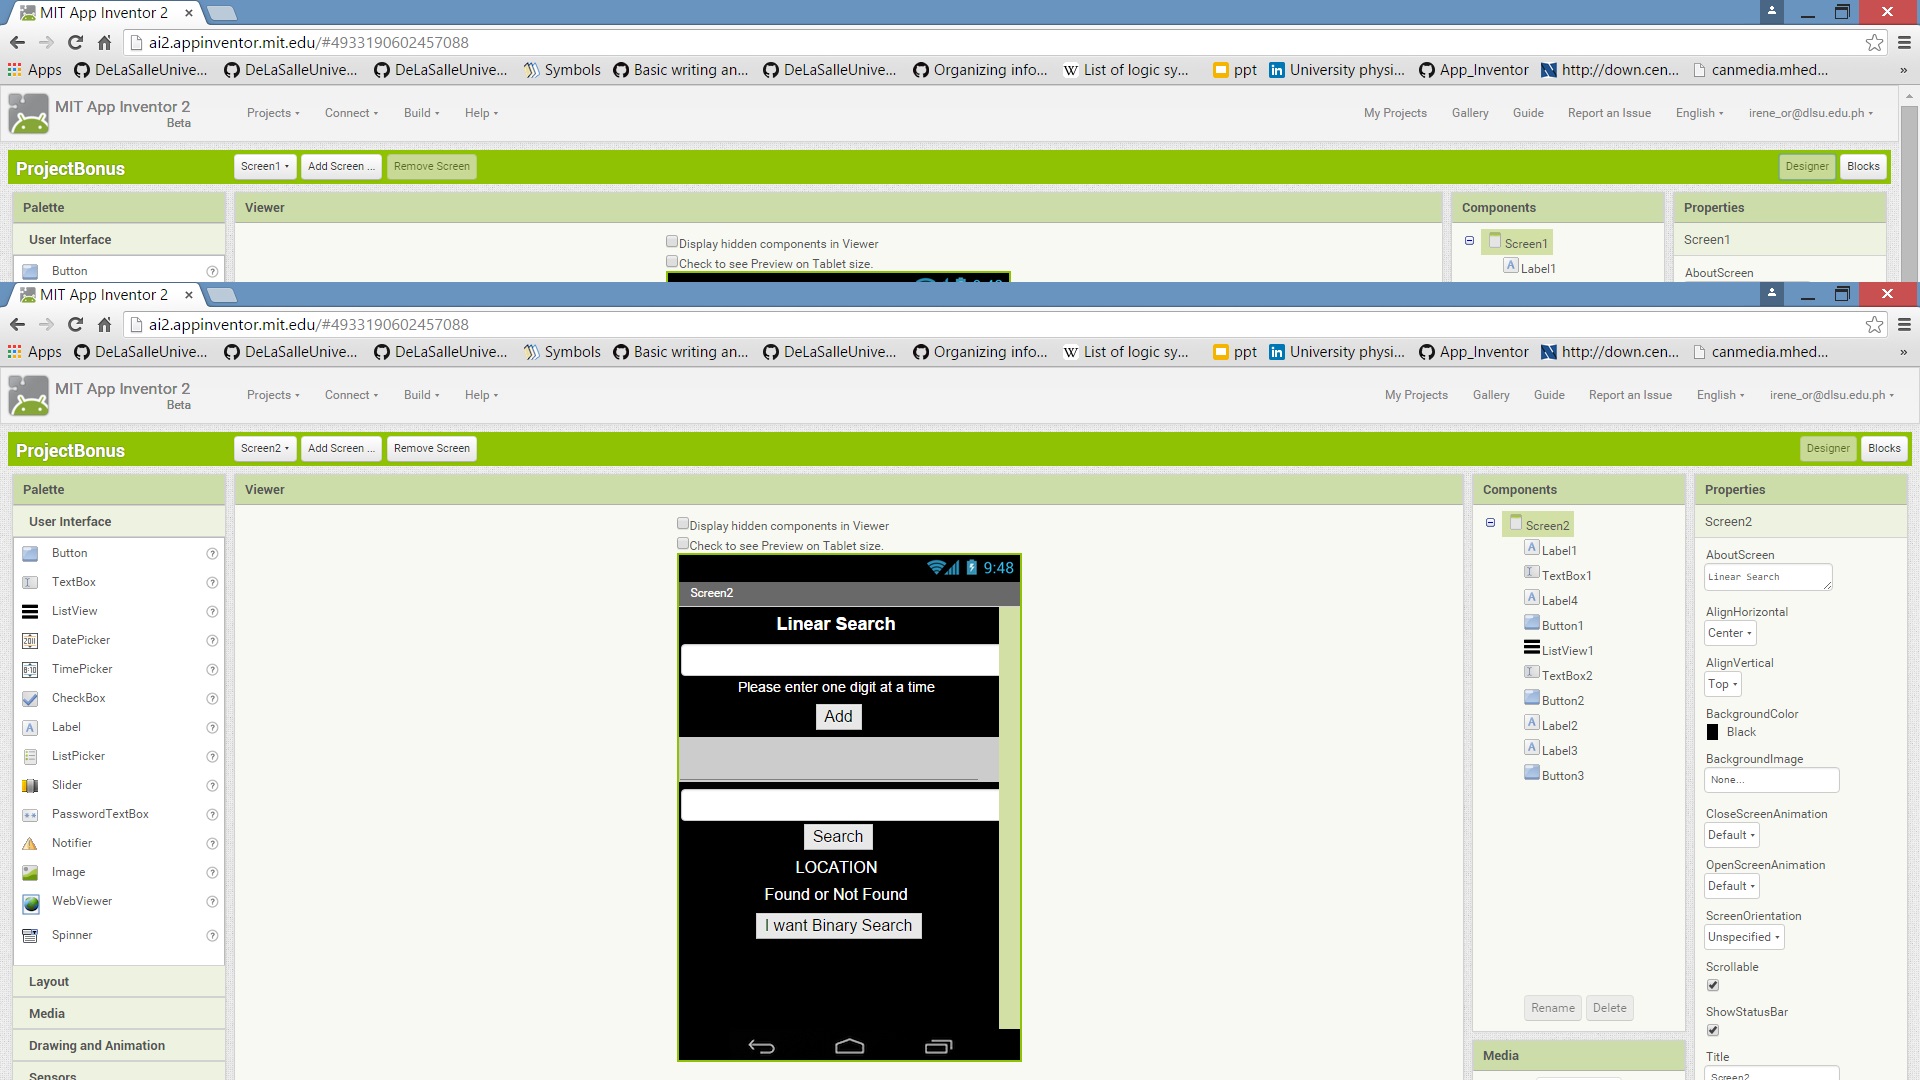 MIT App Inventor 2
ai2.appinventor.mit.edu/#4933190602457088
Apps DeLaSalleUnive... DeLaSalleUnive... DeLaSalleUnive... Symbols Basic writing an... DeLaSalleUnive... Organizing info... List of logic sy... ppt University physi... App_Inventor http://down.cen... canmedia.mhed... »
MIT App Inventor 2
Beta
Projects Connect Build Help My Projects Gallery Guide Report an Issue English irene_or@dlsu.edu.ph
ProjectBonus Screen1 Add Screen ... Remove Screen Designer Blocks
Palette Viewer Components Properties
User Interface Display hidden components in Viewer Screen1 Screen1
Button Check to see Preview on Tablet size. Label1 AboutScreen
MIT App Inventor 2
ai2.appinventor.mit.edu/#4933190602457088
Apps DeLaSalleUnive... DeLaSalleUnive... DeLaSalleUnive... Symbols Basic writing an... DeLaSalleUnive... Organizing info... List of logic sy... ppt University physi... App_Inventor http://down.cen... canmedia.mhed... »
MIT App Inventor 2
Beta
Projects Connect Build Help My Projects Gallery Guide Report an Issue English irene_or@dlsu.edu.ph
ProjectBonus Screen2 Add Screen ... Remove Screen Designer Blocks
Palette
User Interface
Button
TextBox
ListView
DatePicker
TimePicker
CheckBox
Label
ListPicker
Slider
PasswordTextBox
Notifier
Image
WebViewer
Spinner
Layout
Media
Drawing and Animation
Sensors
Viewer
Display hidden components in Viewer
Check to see Preview on Tablet size.
9:48
Screen2
Linear Search
Please enter one digit at a time
Add
Search
LOCATION
Found or Not Found
I want Binary Search
Components
Screen2
Label1
TextBox1
Label4
Button1
ListView1
TextBox2
Button2
Label2
Label3
Button3
Rename Delete
Media
Properties
Screen2
AboutScreen
Linear Search
AlignHorizontal
Center
AlignVertical
Top
BackgroundColor
Black
BackgroundImage
None...
CloseScreenAnimation
Default
OpenScreenAnimation
Default
ScreenOrientation
Unspecified
Scrollable
ShowStatusBar
Title
Screen2